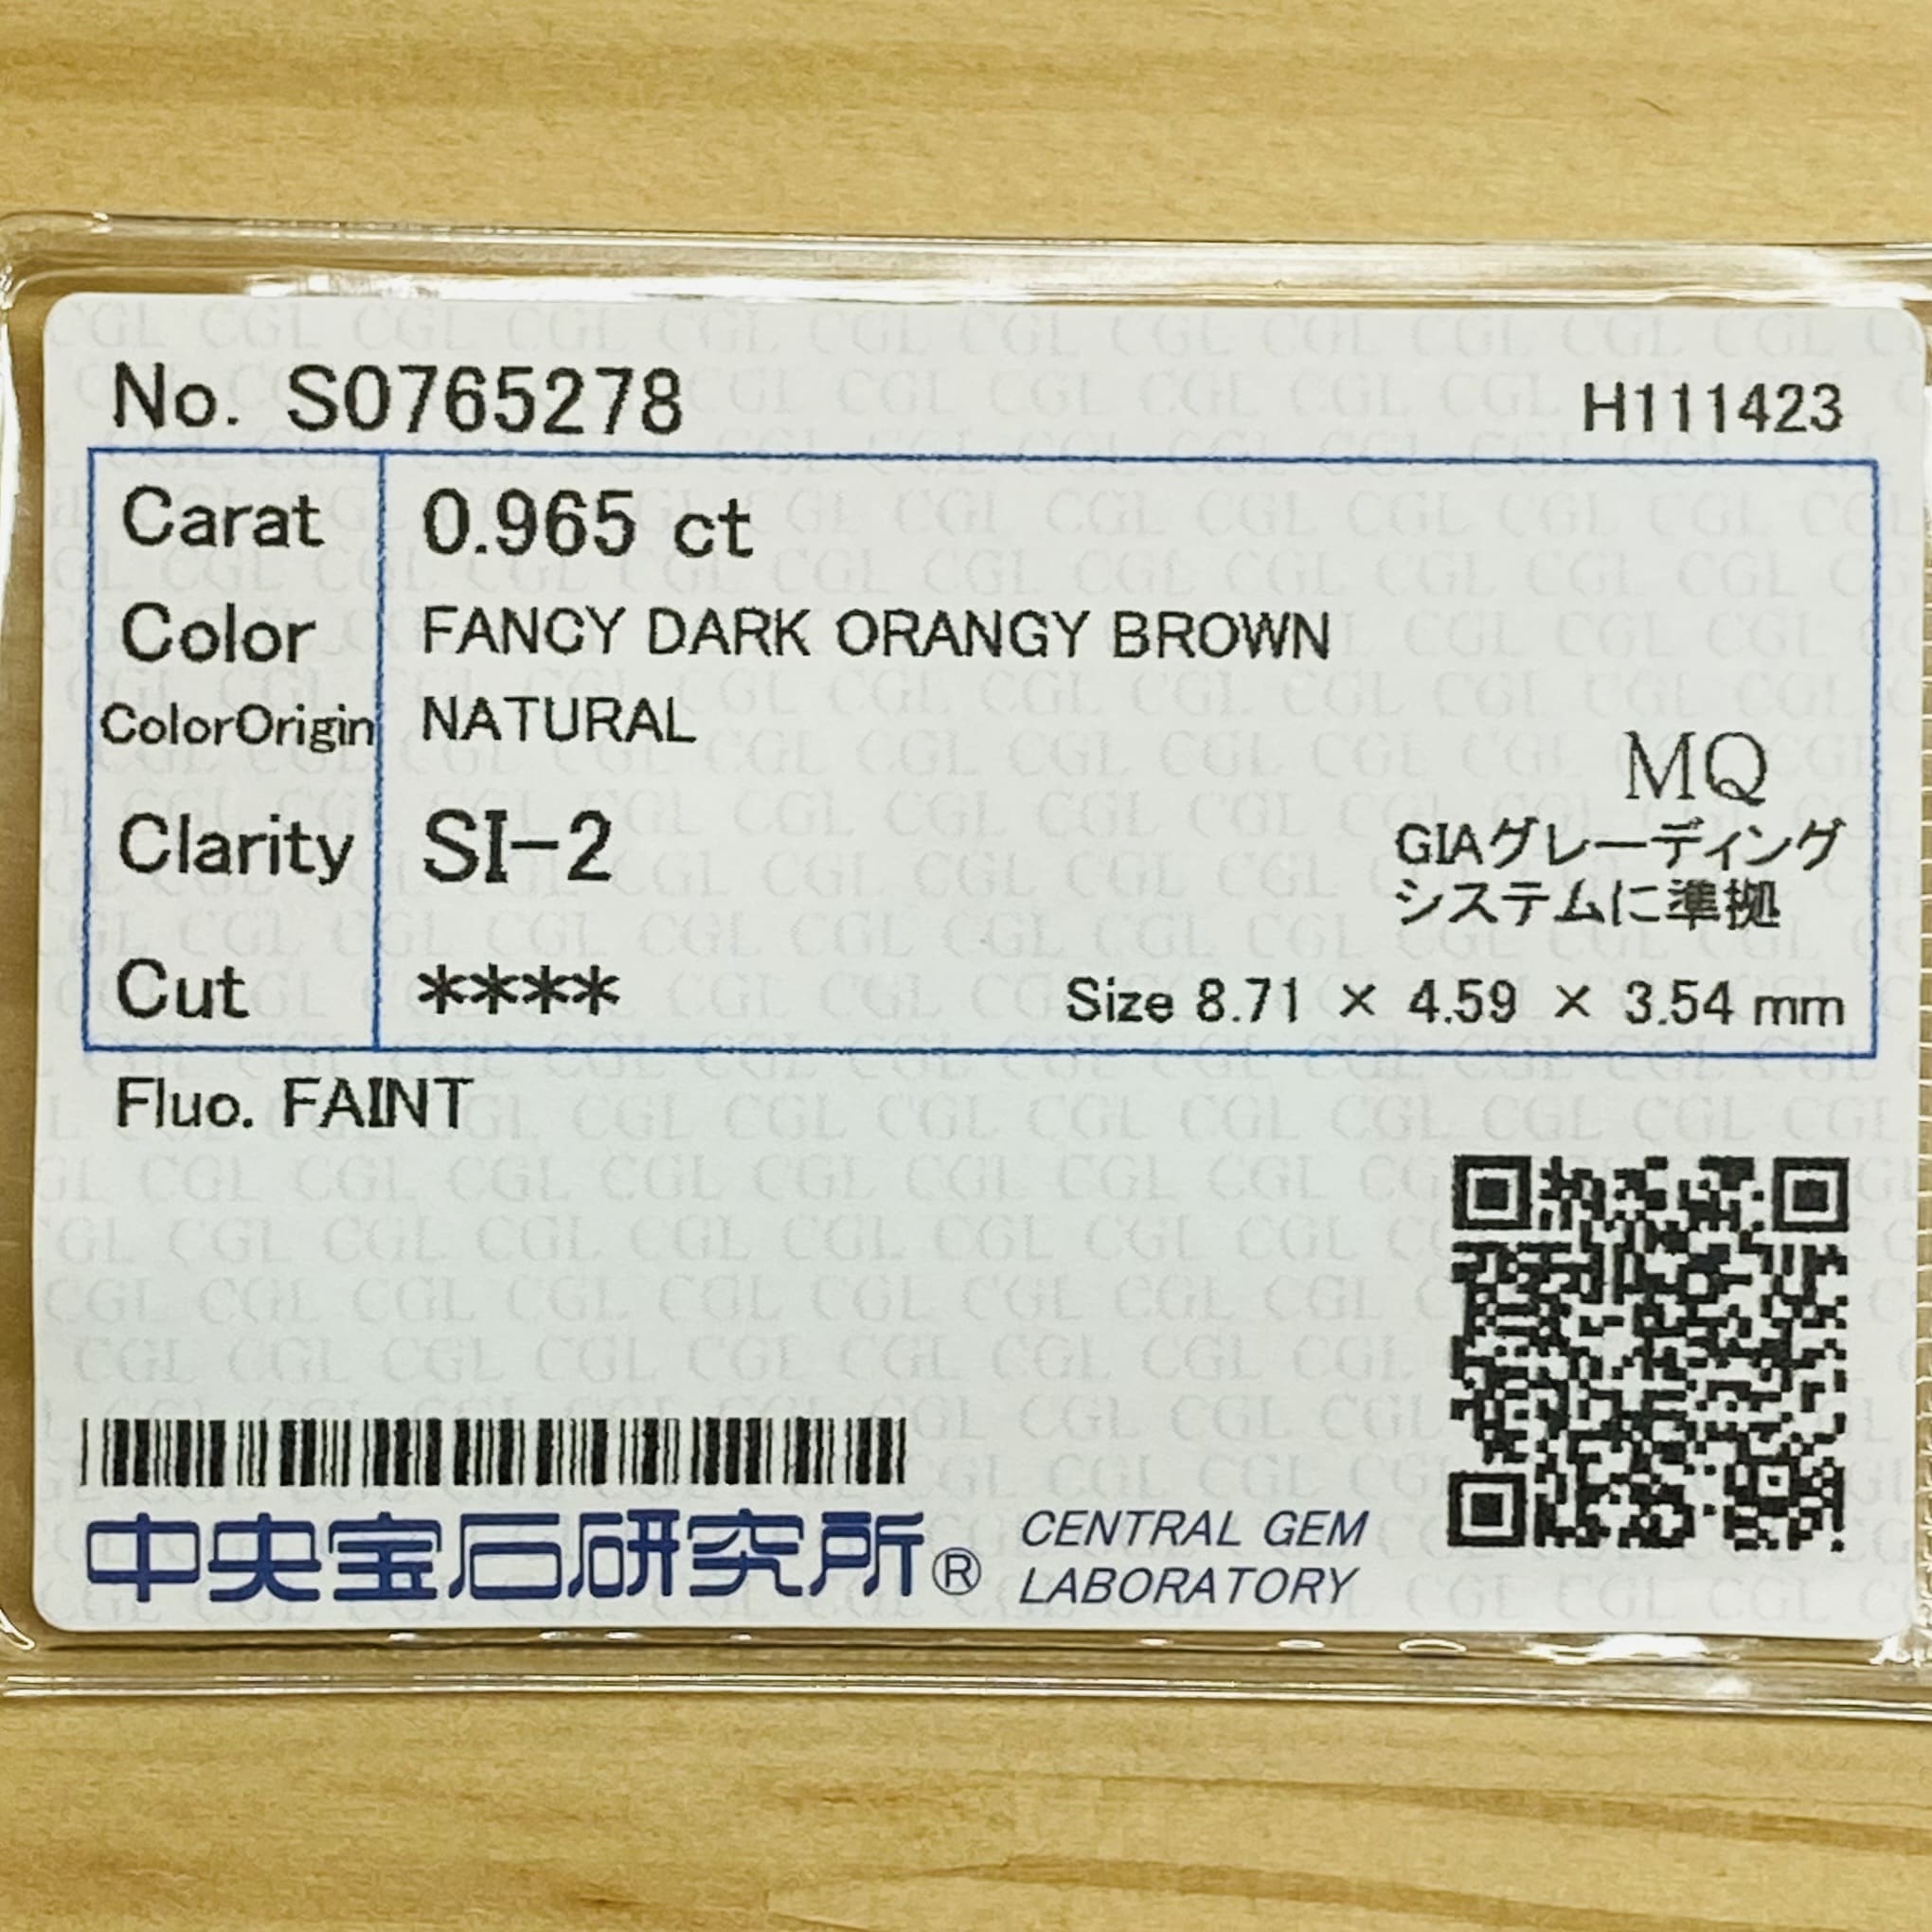 No. S0765278 H111423
Carat 0.965 ct
Color FANCY DARK ORANGY BROWN
ColorOrigin NATURAL
MQ
Clarity SI-2
GIAグレーディング
システムに準拠
Cut ****
Size 8.71 × 4.59 × 3.54 mm
Fluo. FAINT
中央宝石研究所®
CENTRAL GEM
LABORATORY